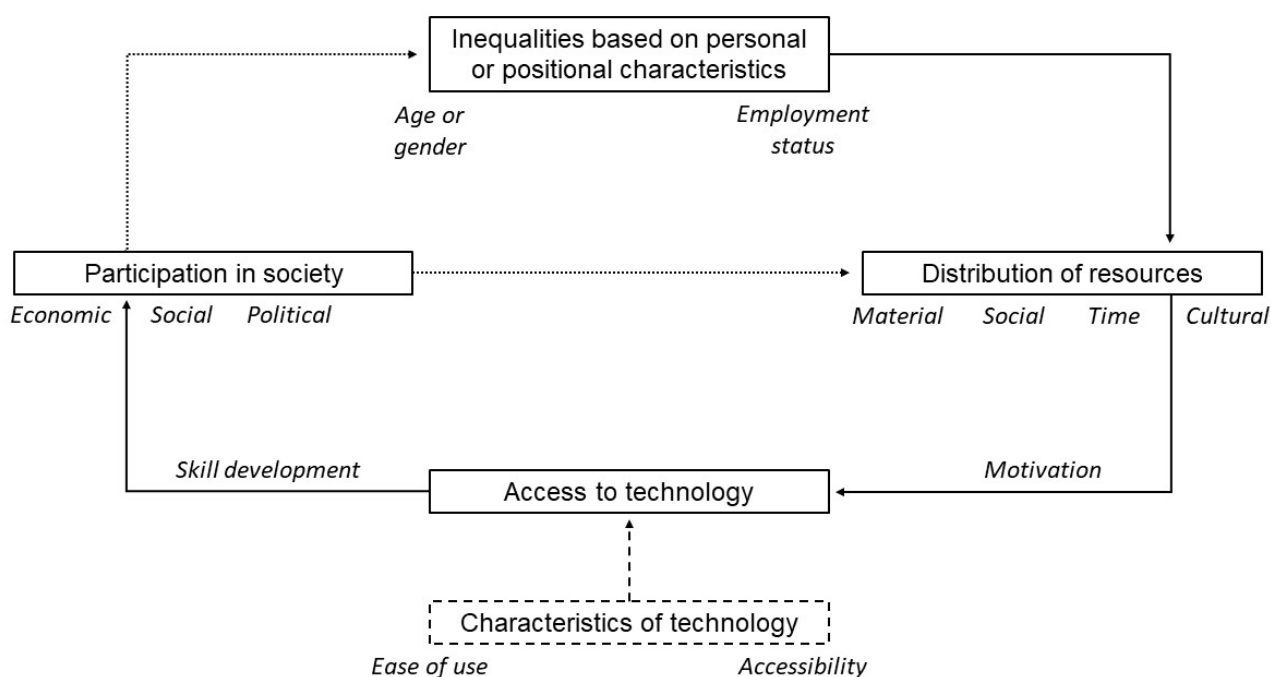 Inequalities based on personal
or positional characteristics
Age or
gender
Employment
status
Participation in society
Economic Social Political
Distribution of resources
Material Social Time Cultural
Skill development
Motivation
Access to technology
Characteristics of technology
Ease of use
Accessibility